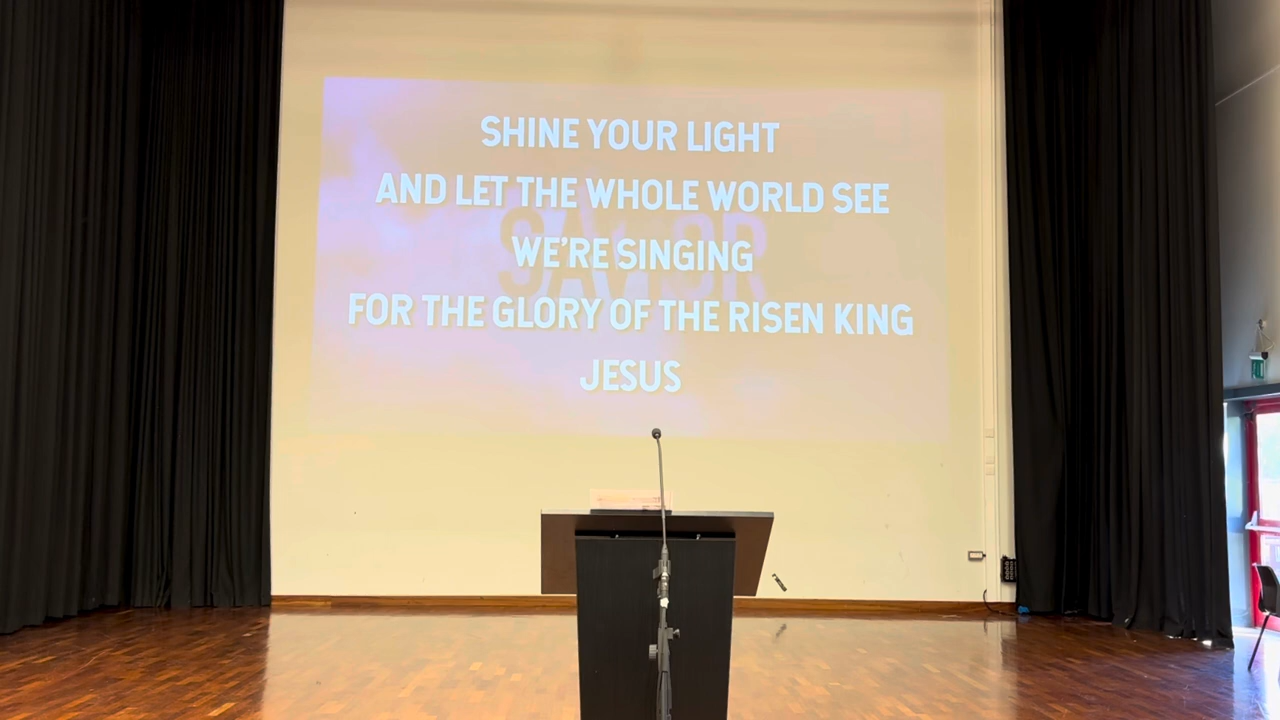 SHINE YOUR LIGHT
AND LET THE WHOLE WORLD SEE
SAVIOR
WE'RE SINGING
FOR THE GLORY OF THE RISEN KING
JESUS